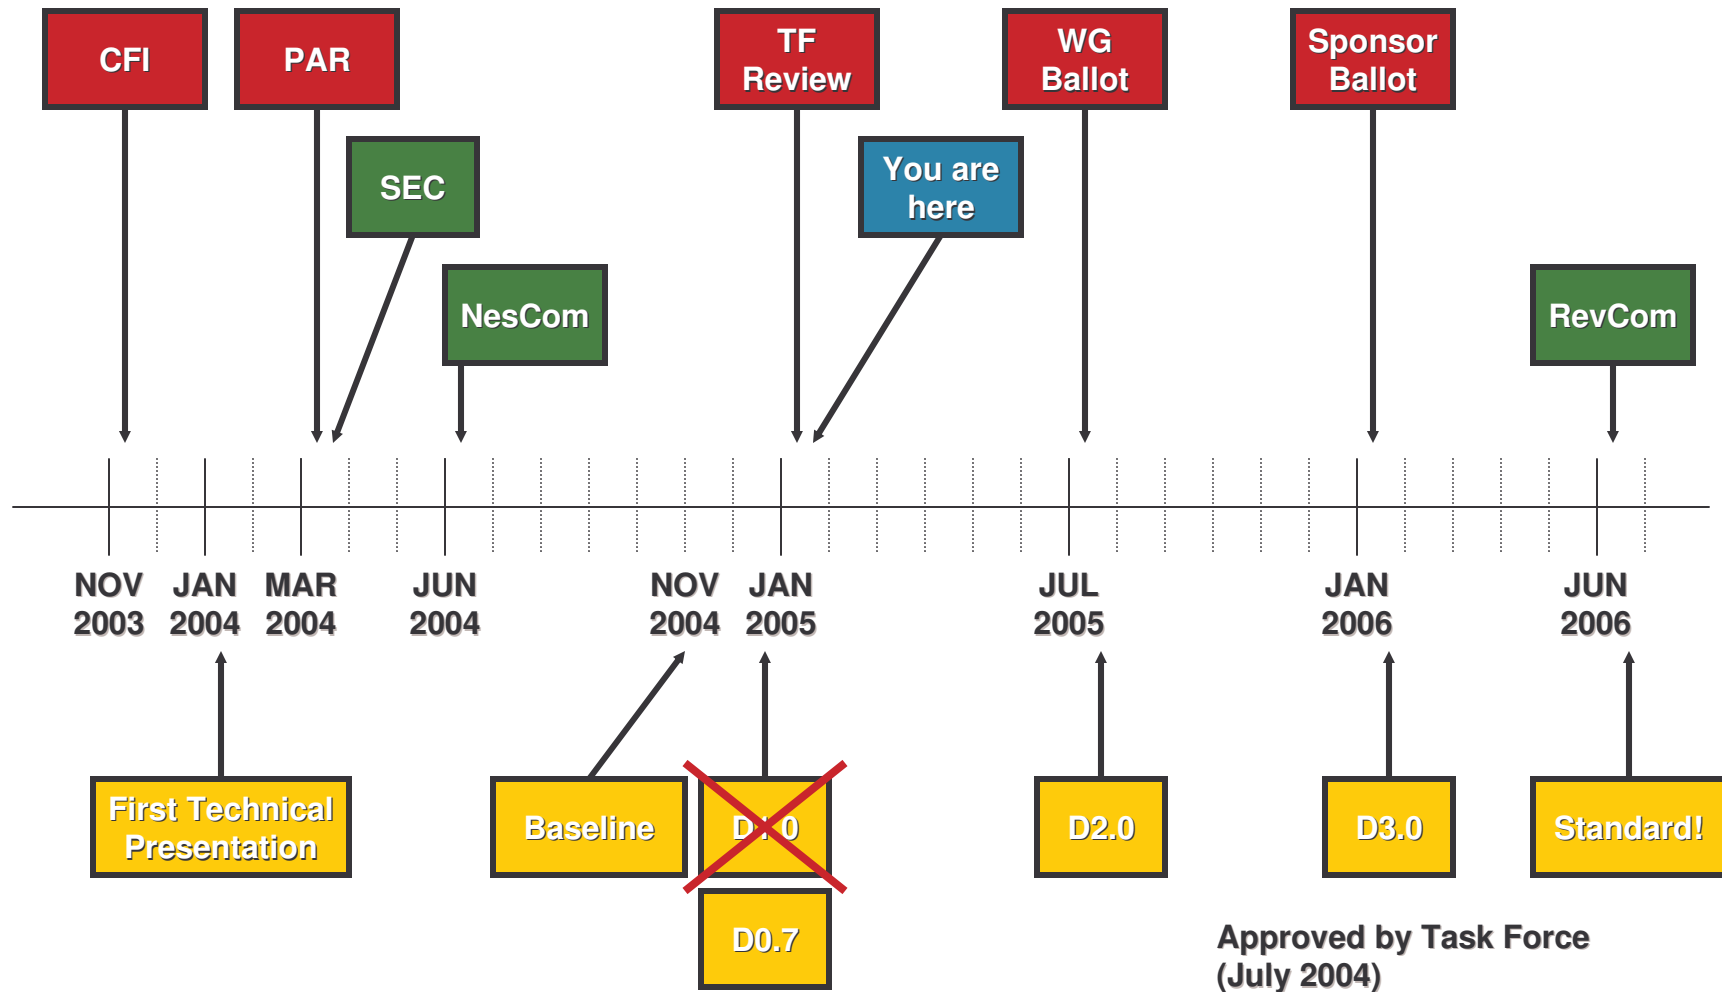 CFI
PAR
TF
Review
WG
Ballot
Sponsor
Ballot
SEC
You are
here
NesCom
RevCom
NOV
2003
JAN
2004
MAR
2004
JUN
2004
NOV
2004
JAN
2005
JUL
2005
JAN
2006
JUN
2006
First Technical
Presentation
Baseline
D1.0
D2.0
D3.0
Standard!
D0.7
Approved by Task Force
(July 2004)